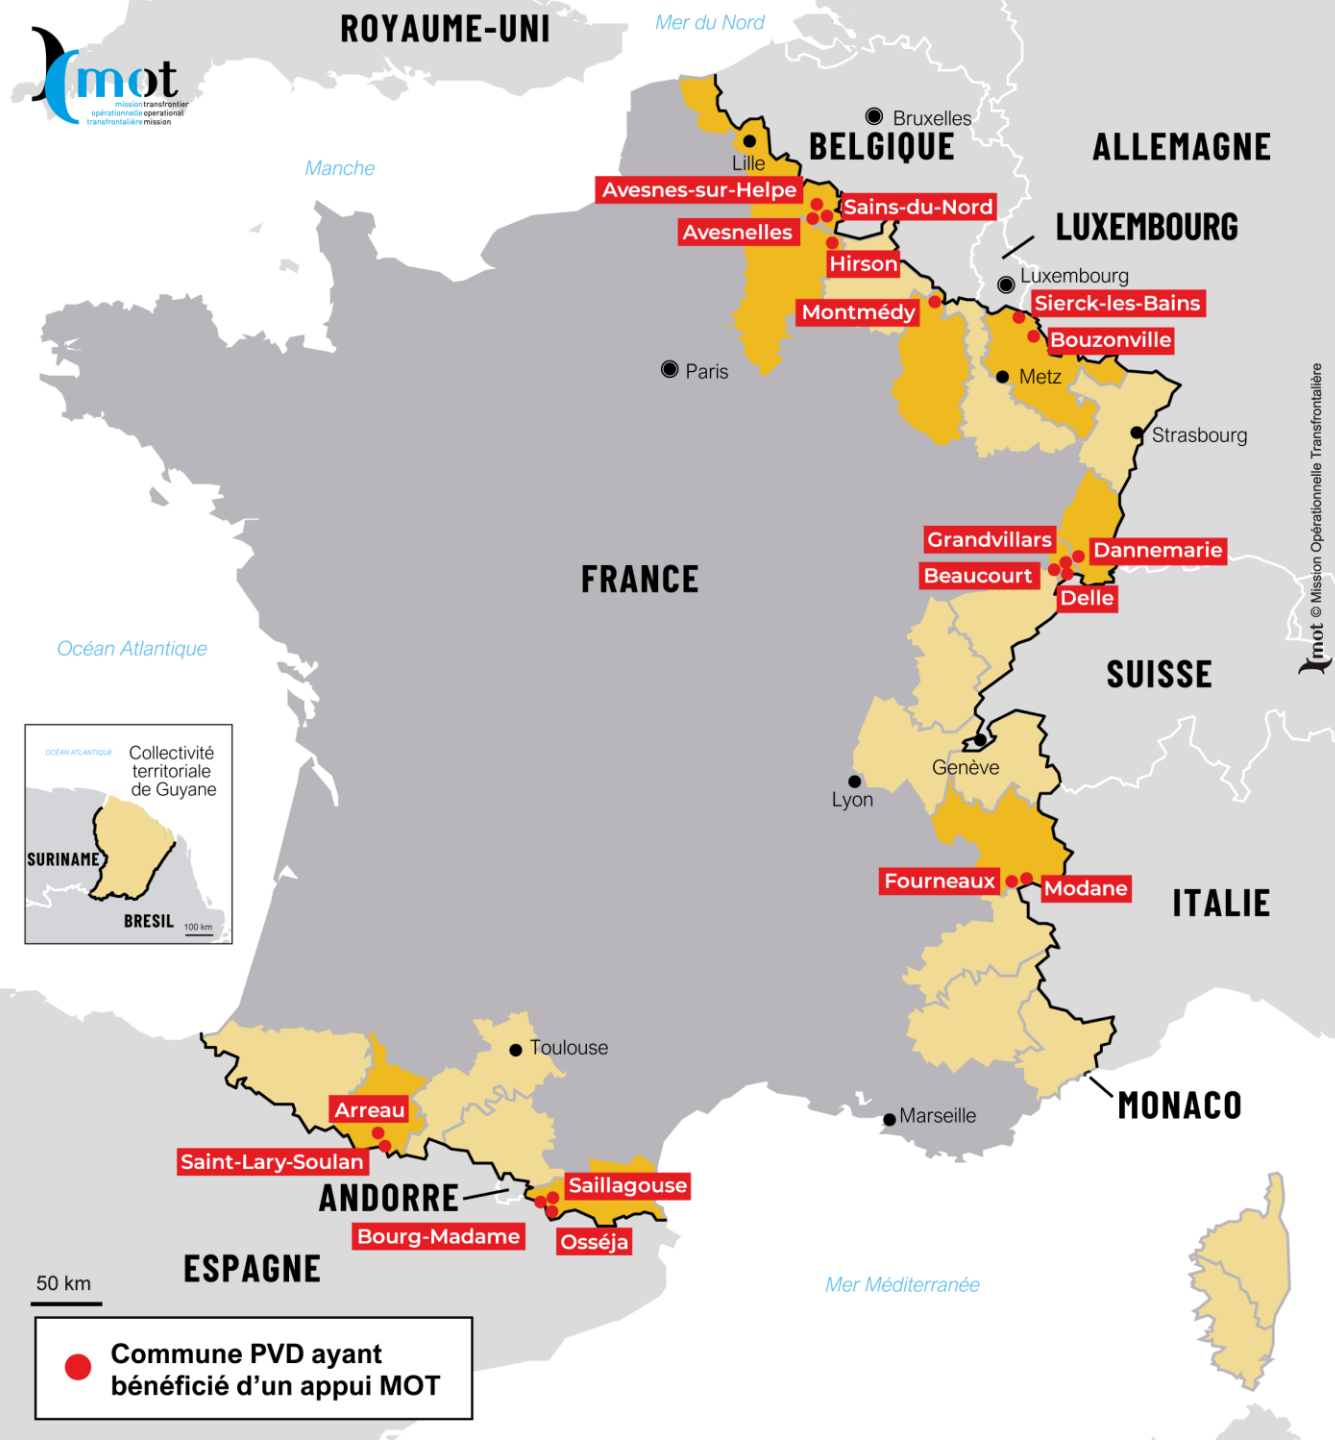 ROYAUME-UNI
Mer du Nord
mot
mission transfrontier
opérationnelle operational
transfrontalière mission
Bruxelles
BELGIQUE
ALLEMAGNE
Manche
Lille
Avesnes-sur-Helpe
Sains-du-Nord
Avesnelles
LUXEMBOURG
Hirson
Luxembourg
Montmédy
Sierck-les-Bains
Bouzonville
Paris
Metz
Strasbourg
mot © Mission Opérationnelle Transfrontalière
Grandvillars
Dannemarie
Beaucourt
Delle
FRANCE
Océan Atlantique
SUISSE
OCÉAN ATLANTIQUE
Collectivité
territoriale
de Guyane
SURINAME
BRESIL
100 km
Genève
Lyon
Fourneaux
Modane
ITALIE
Toulouse
Arreau
Marseille
MONACO
Saint-Lary-Soulan
ANDORRE
Saillagouse
Bourg-Madame
Osséja
ESPAGNE
50 km
Mer Méditerranée
Commune PVD ayant
bénéficié d'un appui MOT